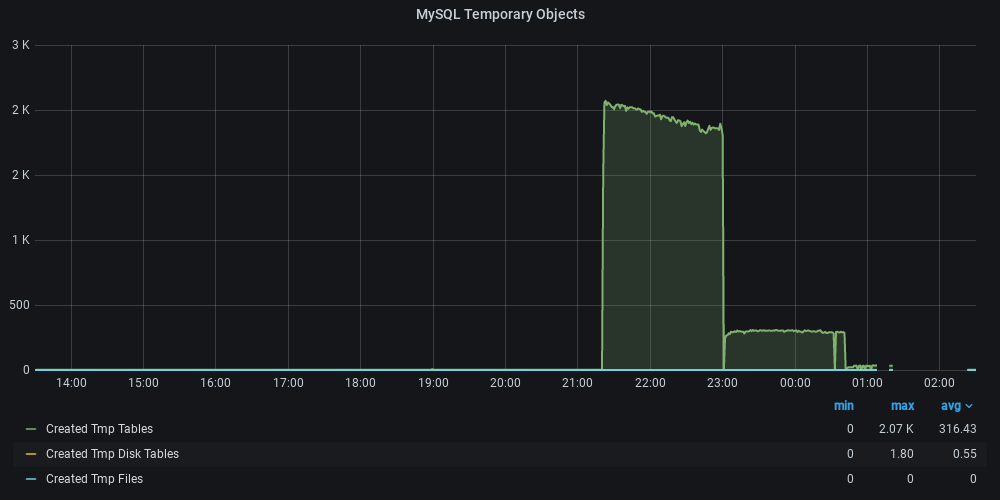 MySQL Temporary Objects
3 K
2 K
2 K
1 K
500
0
14:00 15:00 16:00 17:00 18:00 19:00 20:00 21:00 22:00 23:00 00:00 01:00 02:00
min max avg
Created Tmp Tables 0 2.07 K 316.43
Created Tmp Disk Tables 0 1.80 0.55
Created Tmp Files 0 0 0